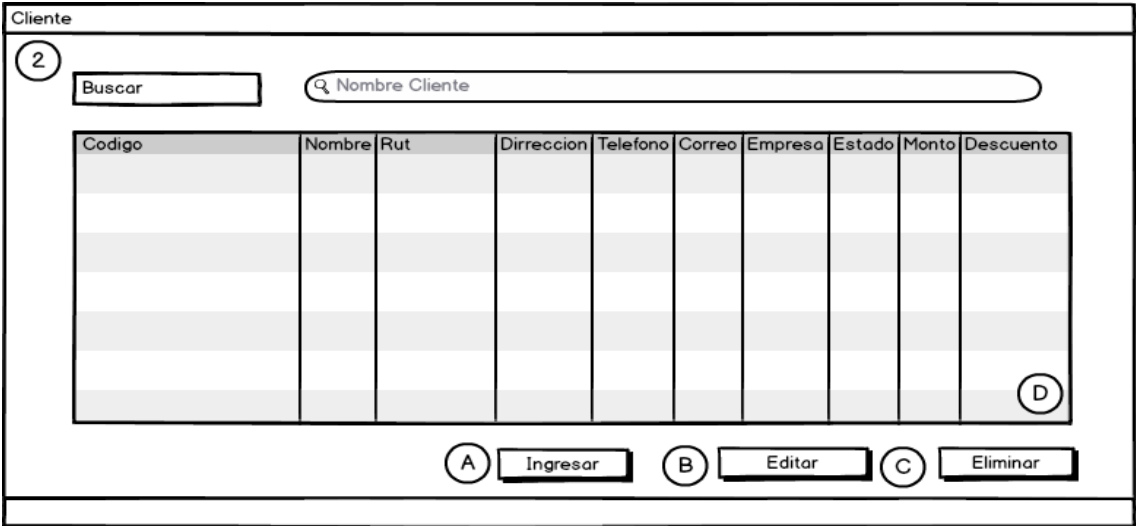 Cliente
2
Buscar
Nombre Cliente
Codigo Nombre Rut Dirreccion Telefono Correo Empresa Estado Monto Descuento
D
A Ingresar B Editar C Eliminar